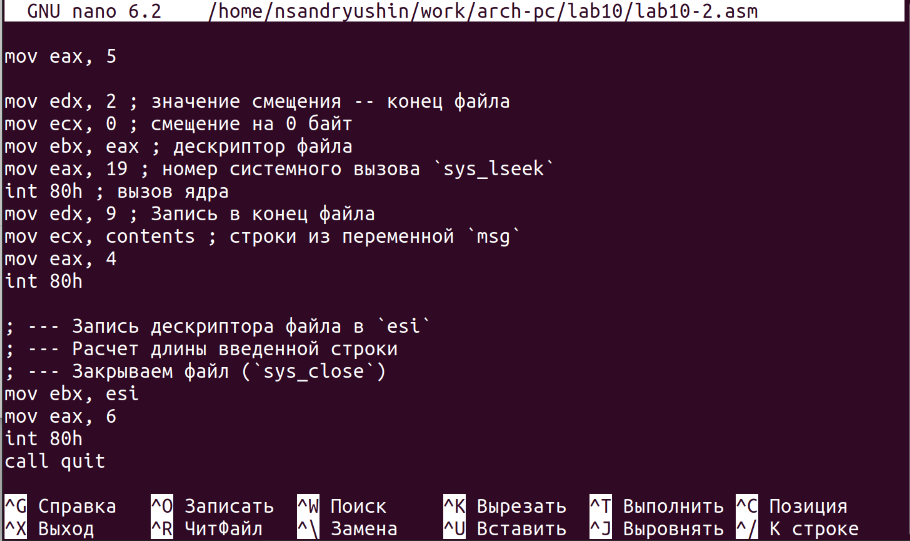 GNU nano 6.2 /home/nsandryushin/work/arch-pc/lab10/lab10-2.asm
mov eax, 5
mov edx, 2 ; значение смещения -- конец файла
mov ecx, 0 ; смещение на 0 байт
mov ebx, eax ; дескриптор файла
mov eax, 19 ; номер системного вызова `sys_lseek`
int 80h ; вызов ядра
mov edx, 9 ; Запись в конец файла
mov ecx, contents ; строки из переменной `msg`
mov eax, 4
int 80h
; --- Запись дескриптора файла в `esi`
; --- Расчет длины введенной строки
; --- Закрываем файл (`sys_close`)
mov ebx, esi
mov eax, 6
int 80h
call quit
^G Справка ^O Записать ^W Поиск ^K Вырезать ^T Выполнить ^C Позиция
^X Выход ^R ЧитФайл ^\ Замена ^U Вставить ^J Выровнять ^/ К строке